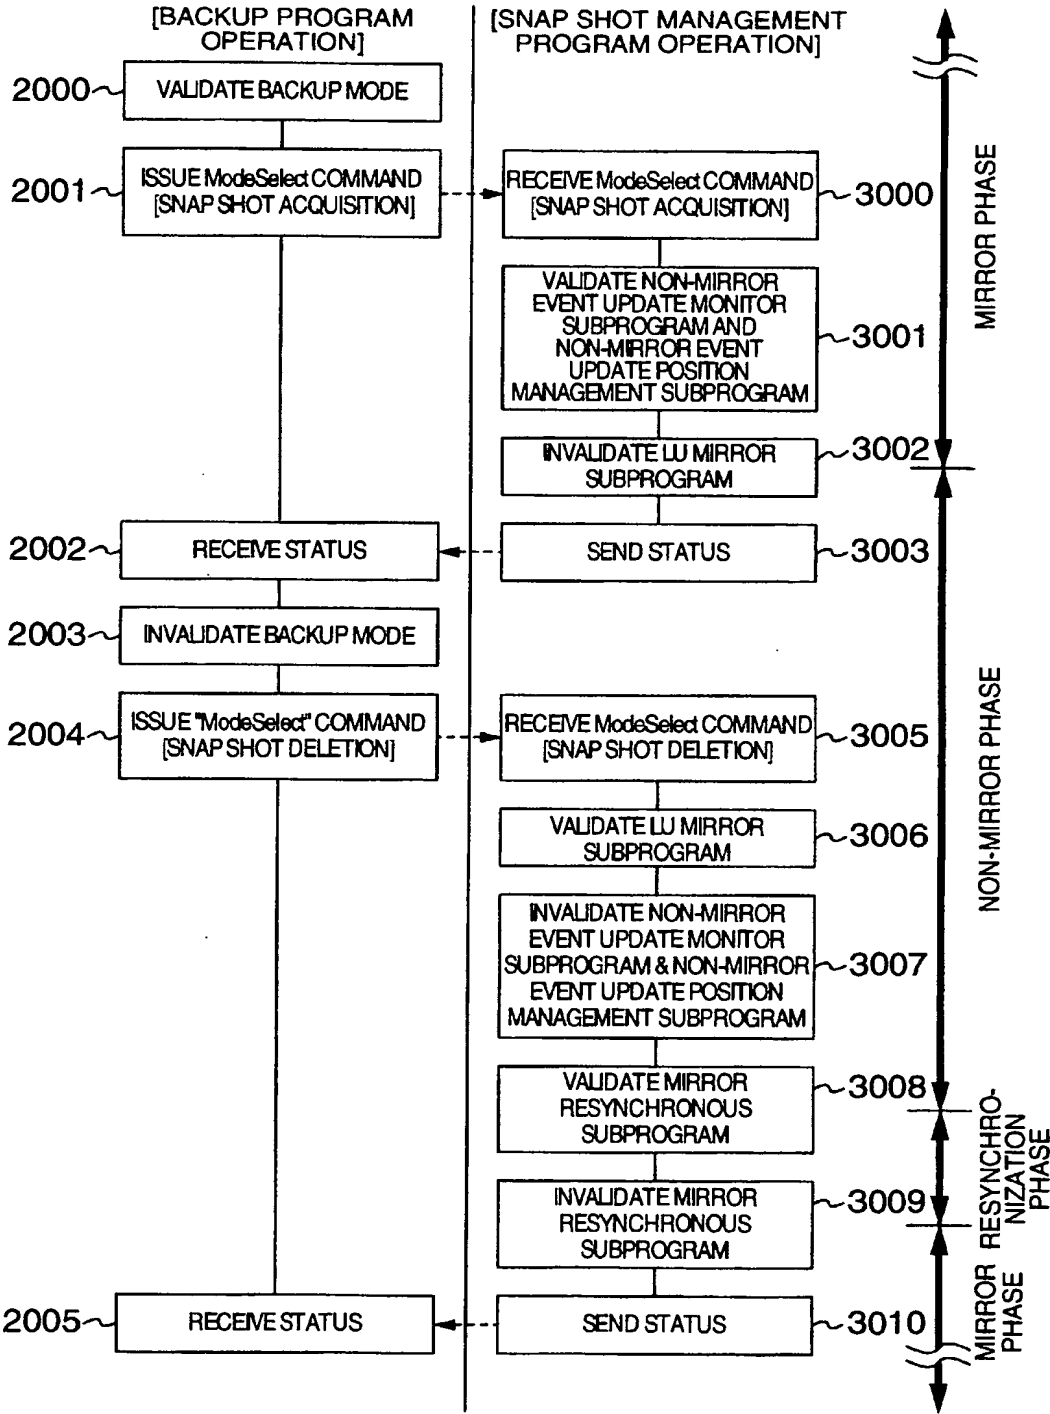 [BACKUP PROGRAM
OPERATION]
[SNAP SHOT MANAGEMENT
PROGRAM OPERATION]
2000
VALIDATE BACKUP MODE
2001
ISSUE ModeSelect COMMAND
[SNAP SHOT ACQUISITION]
RECEIVE ModeSelect COMMAND
[SNAP SHOT ACQUISITION]
3000
VALIDATE NON-MIRROR
EVENT UPDATE MONITOR
SUBPROGRAM AND
NON-MIRROR EVENT
UPDATE POSITION
MANAGEMENT SUBPROGRAM
3001
INVALIDATE LU MIRROR
SUBPROGRAM
3002
MIRROR PHASE
2002
RECEIVE STATUS
SEND STATUS
3003
2003
INVALIDATE BACKUP MODE
2004
ISSUE "ModeSelect" COMMAND
[SNAP SHOT DELETION]
RECEIVE ModeSelect COMMAND
[SNAP SHOT DELETION]
3005
VALIDATE LU MIRROR
SUBPROGRAM
3006
INVALIDATE NON-MIRROR
EVENT UPDATE MONITOR
SUBPROGRAM & NON-MIRROR
EVENT UPDATE POSITION
MANAGEMENT SUBPROGRAM
3007
NON-MIRROR PHASE
VALIDATE MIRROR
RESYNCHRONOUS
SUBPROGRAM
3008
INVALIDATE MIRROR
RESYNCHRONOUS
SUBPROGRAM
3009
RESYNCHRO-
NIZATION
PHASE
2005
RECEIVE STATUS
SEND STATUS
3010
MIRROR
PHASE